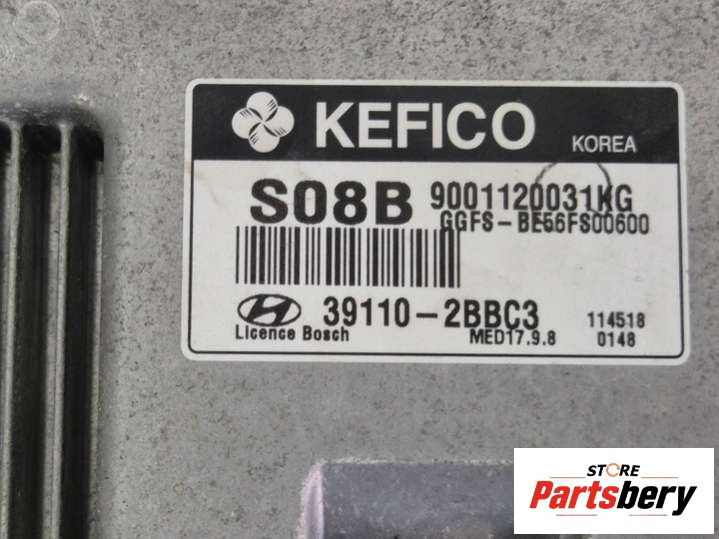 KEFICO KOREA
S08B 9001120031KG
GGFS-BE56FS00600
39110-2BBC3 114518
Licence Bosch MED17.9.8 0148
STORE
Partsbery